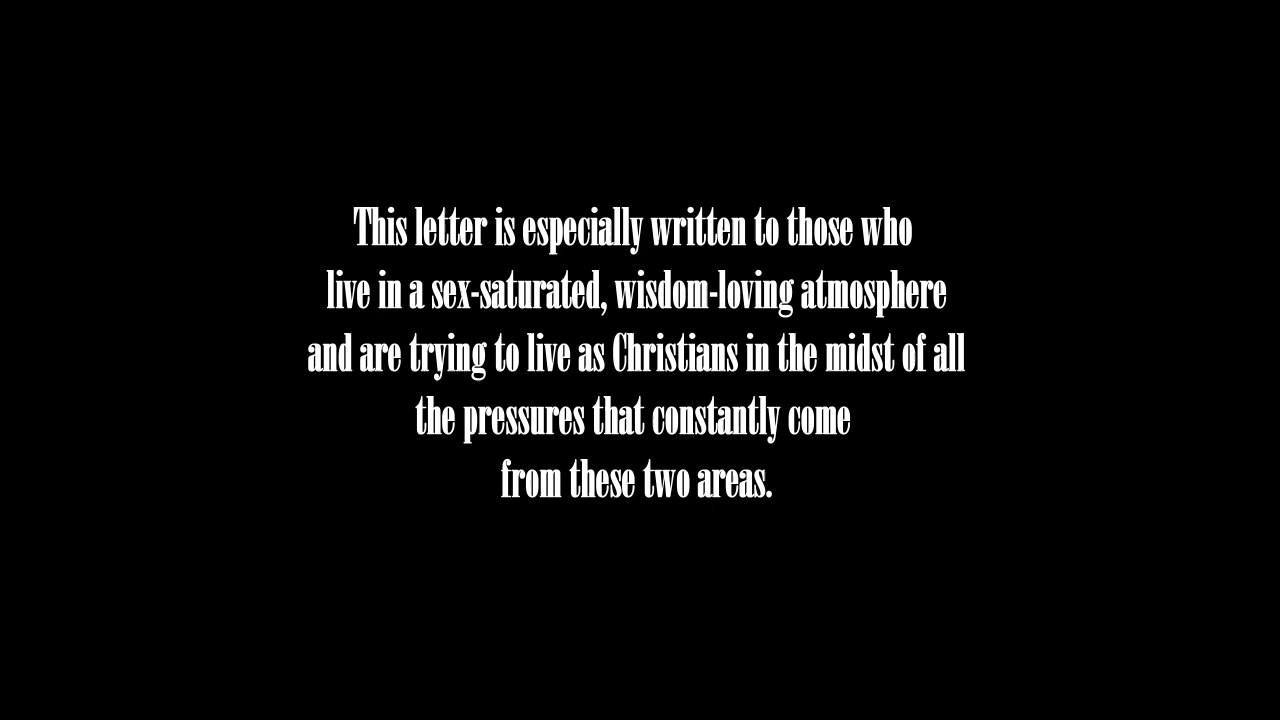 This letter is especially written to those who
live in a sex-saturated, wisdom-loving atmosphere
and are trying to live as Christians in the midst of all
the pressures that constantly come
from these two areas.